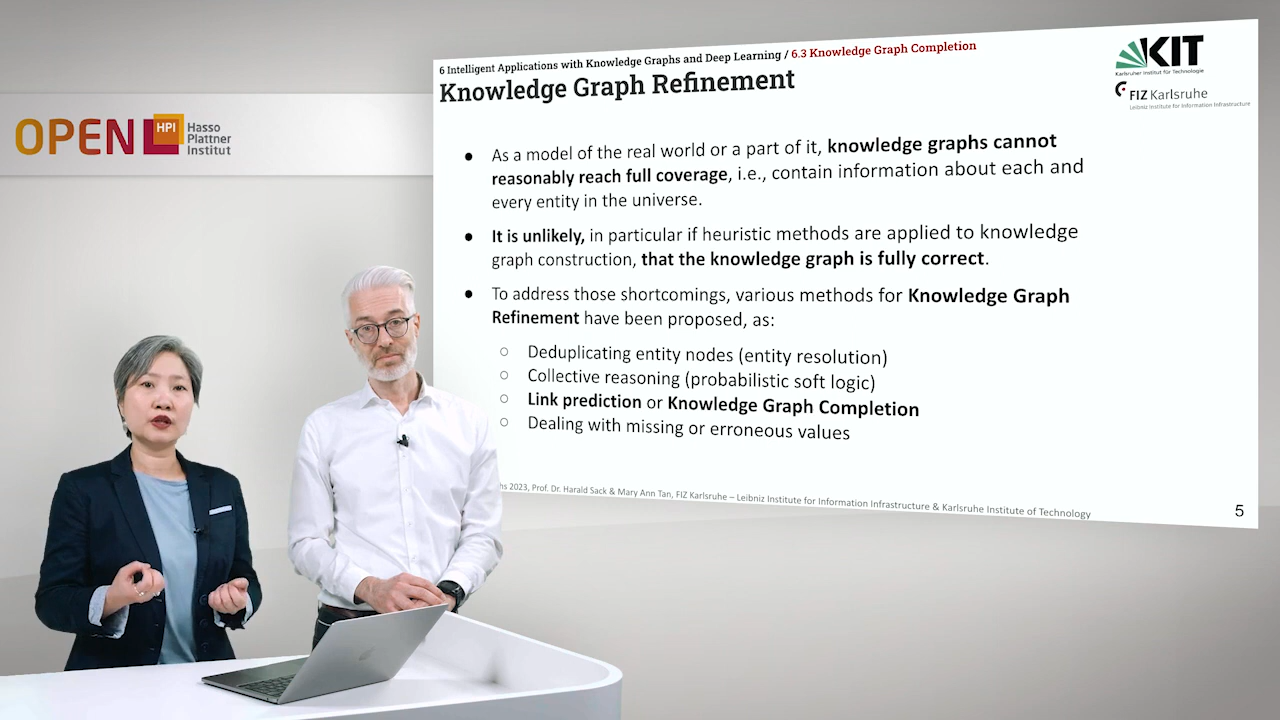 OPEN HPI Hasso
Plattner
Institut
6 Intelligent Applications with Knowledge Graphs and Deep Learning / 6.3 Knowledge Graph Completion
Knowledge Graph Refinement
KIT
Karlsruher Institut für Technologie
FIZ Karlsruhe
Leibniz Institute for Information Infrastructure
● As a model of the real world or a part of it, knowledge graphs cannot
reasonably reach full coverage, i.e., contain information about each and
every entity in the universe.
● It is unlikely, in particular if heuristic methods are applied to knowledge
graph construction, that the knowledge graph is fully correct.
● To address those shortcomings, various methods for Knowledge Graph
Refinement have been proposed, as:
○ Deduplicating entity nodes (entity resolution)
○ Collective reasoning (probabilistic soft logic)
○ Link prediction or Knowledge Graph Completion
○ Dealing with missing or erroneous values
2023, Prof. Dr. Harald Sack & Mary Ann Tan, FIZ Karlsruhe – Leibniz Institute for Information Infrastructure & Karlsruhe Institute of Technology
5